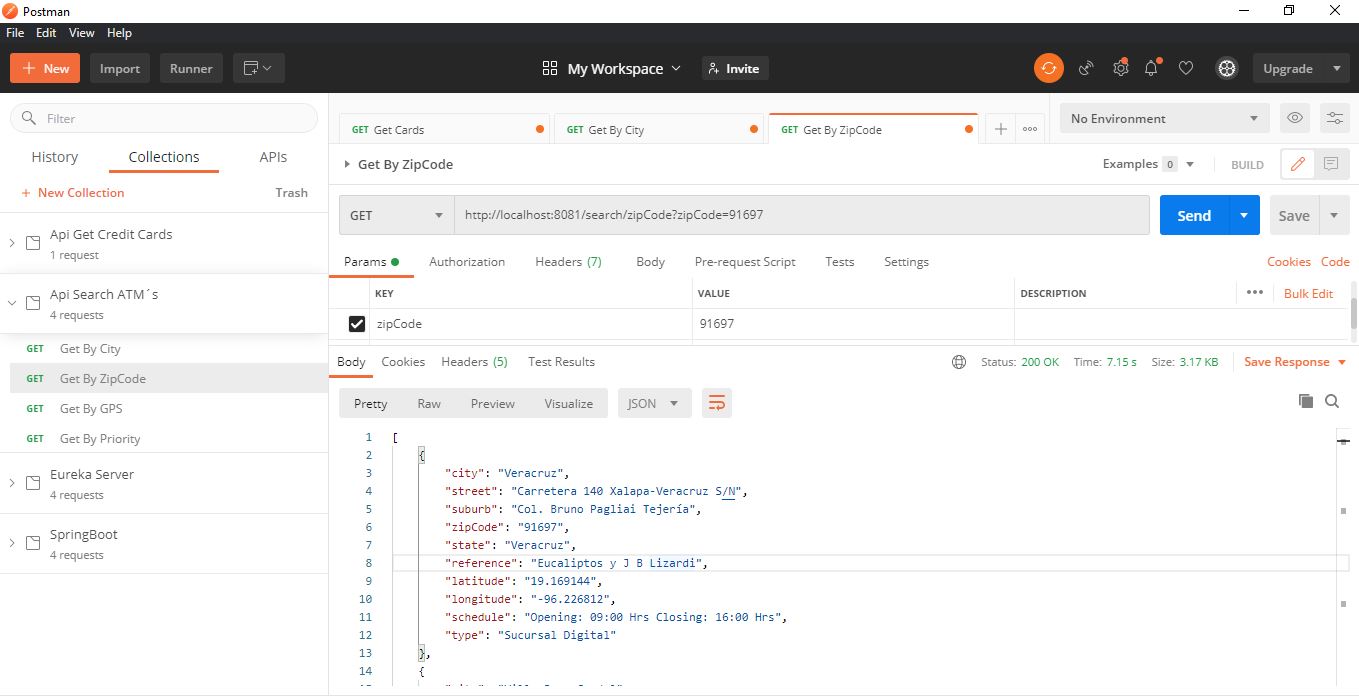 Postman
File Edit View Help
+ New Import Runner My Workspace Invite Upgrade
Filter
History Collections APIs
+ New Collection Trash
Api Get Credit Cards
1 request
Api Search ATM´s
4 requests
GET Get By City
GET Get By ZipCode
GET Get By GPS
GET Get By Priority
Eureka Server
4 requests
SpringBoot
4 requests
GET Get Cards GET Get By City GET Get By ZipCode + ooo No Environment
Get By ZipCode Examples 0 BUILD
GET http://localhost:8081/search/zipCode?zipCode=91697 Send Save
Params Authorization Headers (7) Body Pre-request Script Tests Settings Cookies Code
KEY VALUE DESCRIPTION ••• Bulk Edit
zipCode 91697
Body Cookies Headers (5) Test Results Status: 200 OK Time: 7.15 s Size: 3.17 KB Save Response
Pretty Raw Preview Visualize JSON
1 [
2 {
3 "city": "Veracruz",
4 "street": "Carretera 140 Xalapa-Veracruz S/N",
5 "suburb": "Col. Bruno Pagliai Tejería",
6 "zipCode": "91697",
7 "state": "Veracruz",
8 "reference": "Eucaliptos y J B Lizardi",
9 "latitude": "19.169144",
10 "longitude": "-96.226812",
11 "schedule": "Opening: 09:00 Hrs Closing: 16:00 Hrs",
12 "type": "Sucursal Digital"
13 },
14 {